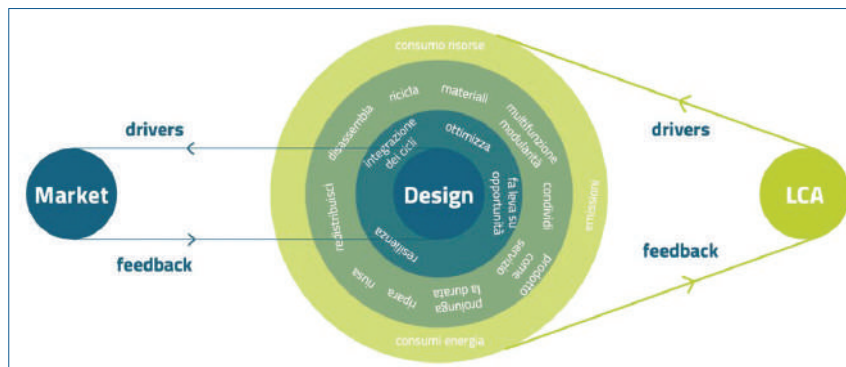 consumo risorse
disassembla
ricicla
materiali
multifunzione
modularità
integrazione
dei cicli
ottimizza
drivers
drivers
Market
Design
fa leva su
opportunità
condividi
emissioni
LCA
registribuisci
resilienza
feedback
feedback
riusa
ripara
prolunga
la durata
prodotto
come
servizio
consumi energia